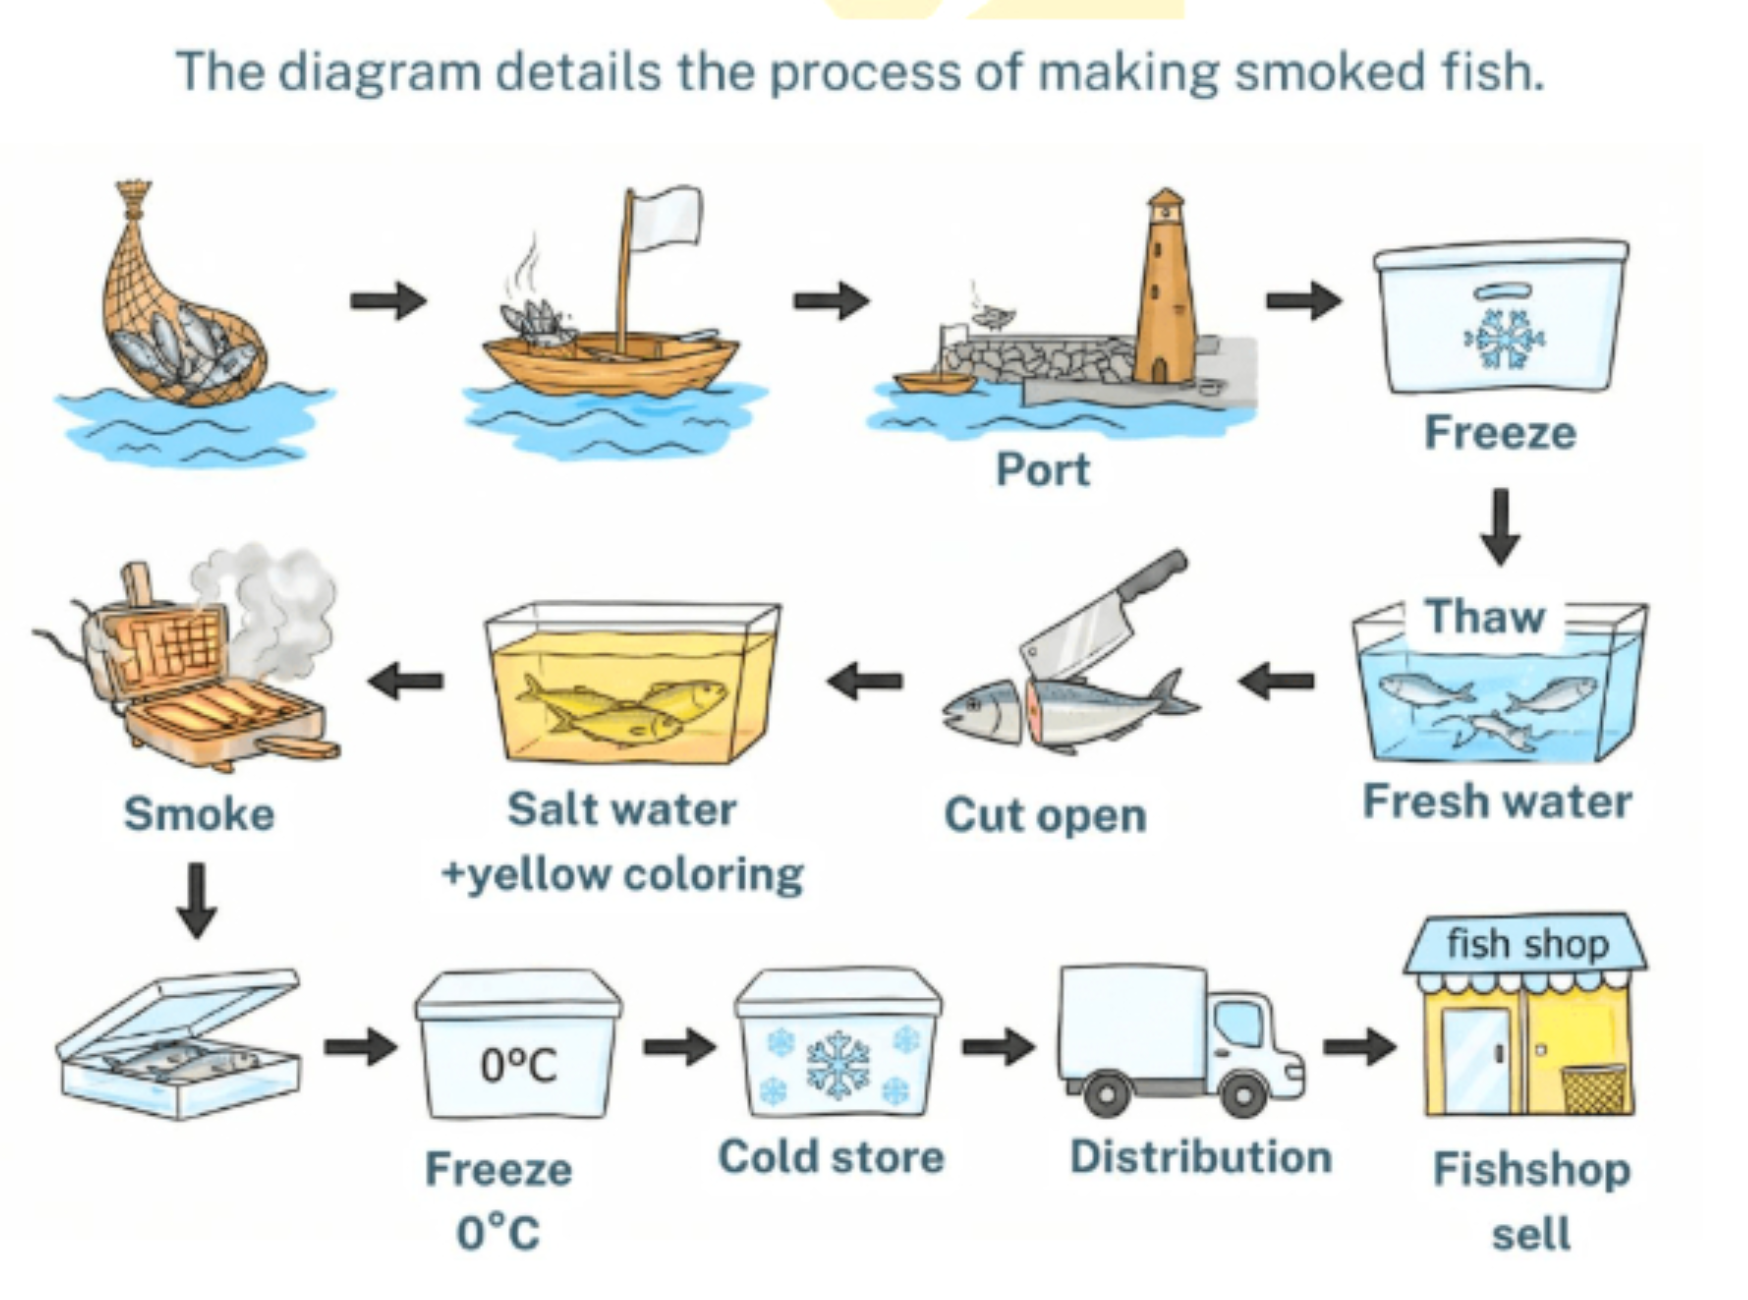 The diagram details the process of making smoked fish.
Port
Freeze
Thaw
Smoke
Salt water
+yellow coloring
Cut open
Fresh water
0°C
fish shop
Freeze
0°C
Cold store
Distribution
Fishshop
sell